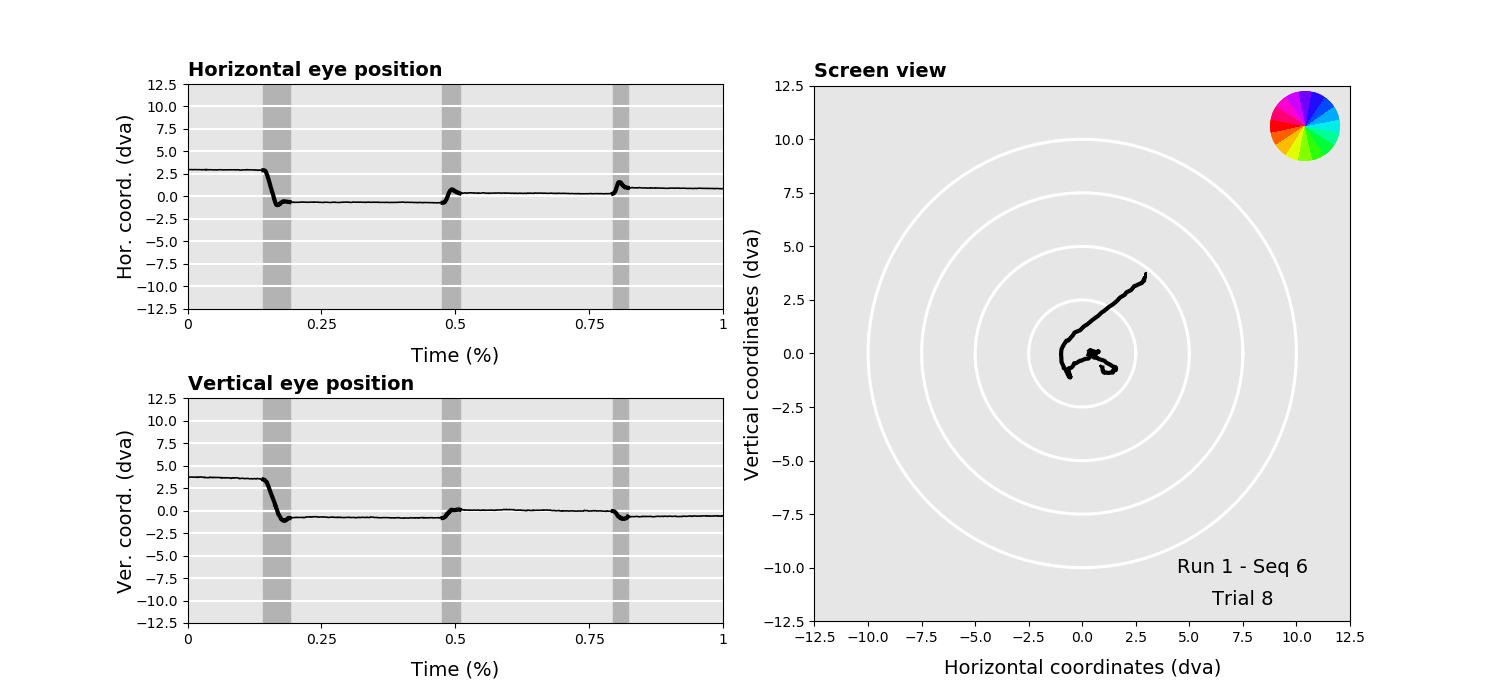 Horizontal eye position
12.5
10.0
7.5
5.0
2.5
0.0
−2.5
−5.0
−7.5
−10.0
−12.5
Hor. coord. (dva)
0 0.25 0.5 0.75 1
Time (%)
Vertical eye position
12.5
10.0
7.5
5.0
2.5
0.0
−2.5
−5.0
−7.5
−10.0
−12.5
Ver. coord. (dva)
0 0.25 0.5 0.75 1
Time (%)
Screen view
12.5
10.0
7.5
5.0
2.5
0.0
−2.5
−5.0
−7.5
−10.0
−12.5
Vertical coordinates (dva)
Run 1 - Seq 6
Trial 8
−12.5 −10.0 −7.5 −5.0 −2.5 0.0 2.5 5.0 7.5 10.0 12.5
Horizontal coordinates (dva)